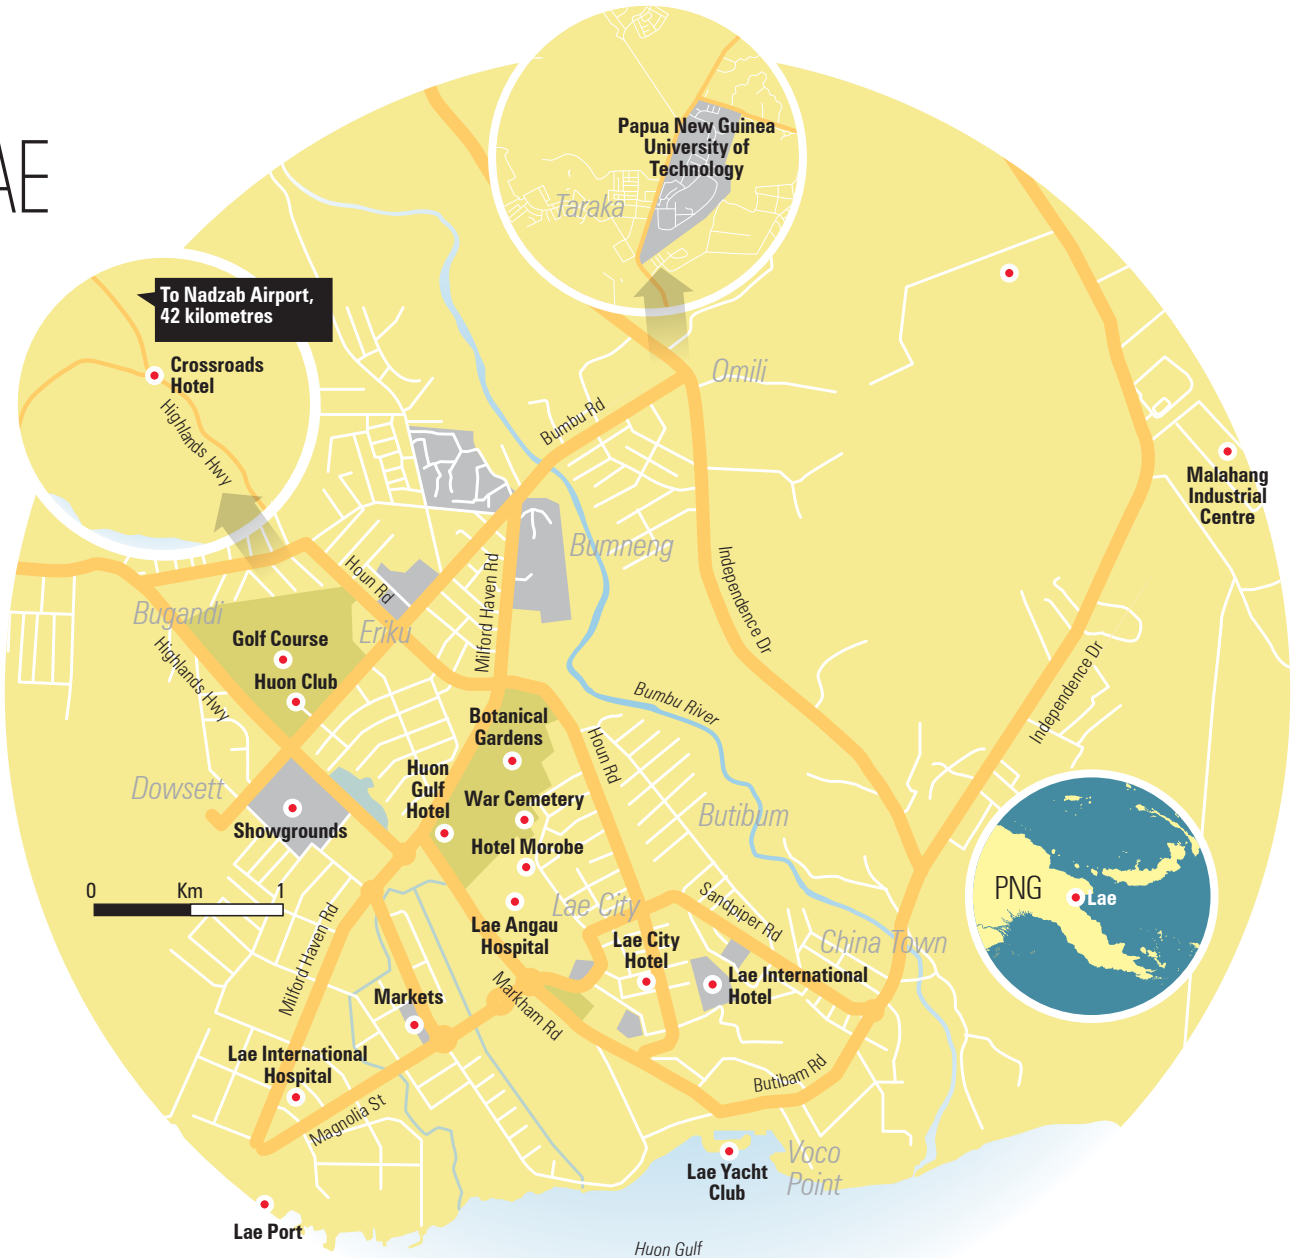 AE
Papua New Guinea
University of
Technology
Taraka
To Nadzab Airport,
42 kilometres
Crossroads
Hotel
Highlands Hwy
Omili
Bumbu Rd
Malahang
Industrial
Centre
Bumneng
Houn Rd
Milford Haven Rd
Independence Dr
Bugandi
Eriku
Golf Course
Huon Club
Highlands Hwy
Independence Dr
Bumbu River
Botanical
Gardens
Houn Rd
Huon
Gulf
Hotel
Dowsett
War Cemetery
Butibum
Showgrounds
Hotel Morobe
0 Km 1
PNG
Lae
Lae City
Sandpiper Rd
Lae Angau
Hospital
Lae City
Hotel
China Town
Milford Haven Rd
Lae International
Hotel
Markets
Markham Rd
Lae International
Hospital
Butibam Rd
Magnolia St
Voco
Point
Lae Yacht
Club
Lae Port
Huon Gulf